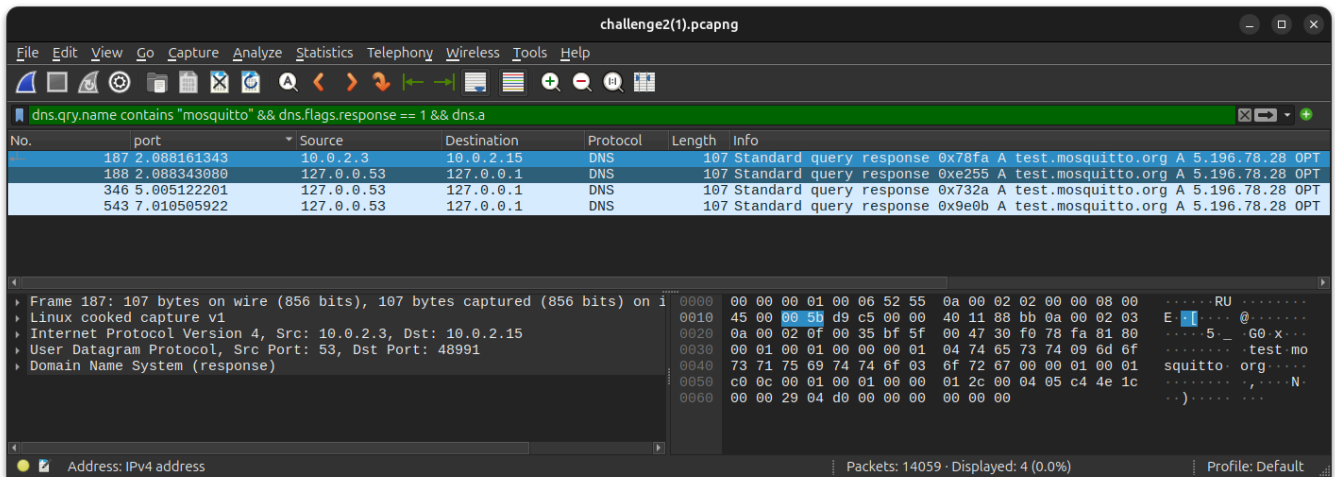 challenge2(1).pcapng
File Edit View Go Capture Analyze Statistics Telephony Wireless Tools Help
dns.qry.name contains "mosquitto" && dns.flags.response == 1 && dns.a
No. port Source Destination Protocol Length Info
187 2.088161343 10.0.2.3 10.0.2.15 DNS 107 Standard query response 0x78fa A test.mosquitto.org A 5.196.78.28 OPT
188 2.088343080 127.0.0.53 127.0.0.1 DNS 107 Standard query response 0xe255 A test.mosquitto.org A 5.196.78.28 OPT
346 5.005122201 127.0.0.53 127.0.0.1 DNS 107 Standard query response 0x732a A test.mosquitto.org A 5.196.78.28 OPT
543 7.010505922 127.0.0.53 127.0.0.1 DNS 107 Standard query response 0x9e0b A test.mosquitto.org A 5.196.78.28 OPT
Frame 187: 107 bytes on wire (856 bits), 107 bytes captured (856 bits) on i
Linux cooked capture v1
Internet Protocol Version 4, Src: 10.0.2.3, Dst: 10.0.2.15
User Datagram Protocol, Src Port: 53, Dst Port: 48991
Domain Name System (response)
0000 00 00 00 01 00 06 52 55 0a 00 02 02 00 00 08 00 ······RU ········
0010 45 00 00 5b d9 c5 00 00 40 11 88 bb 0a 00 02 03 E··[···· @·······
0020 0a 00 02 0f 00 35 bf 5f 00 47 30 f0 78 fa 81 80 ·····5·_ ·G0·x···
0030 00 01 00 01 00 00 00 01 04 74 65 73 74 09 6d 6f ········ ·test·mo
0040 73 71 75 69 74 74 6f 03 6f 72 67 00 00 01 00 01 squitto· org·····
0050 c0 0c 00 01 00 01 00 00 01 2c 00 04 05 c4 4e 1c ········ ·,····N·
0060 00 00 29 04 d0 00 00 00 00 00 00 ··)····· ···
Address: IPv4 address
Packets: 14059 · Displayed: 4 (0.0%)
Profile: Default